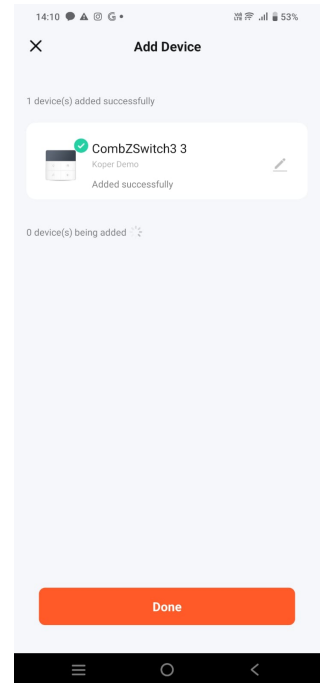 14:10 G 53%
Add Device
1 device(s) added successfully
CombZSwitch3 3
Koper Demo
Added successfully
0 device(s) being added
Done